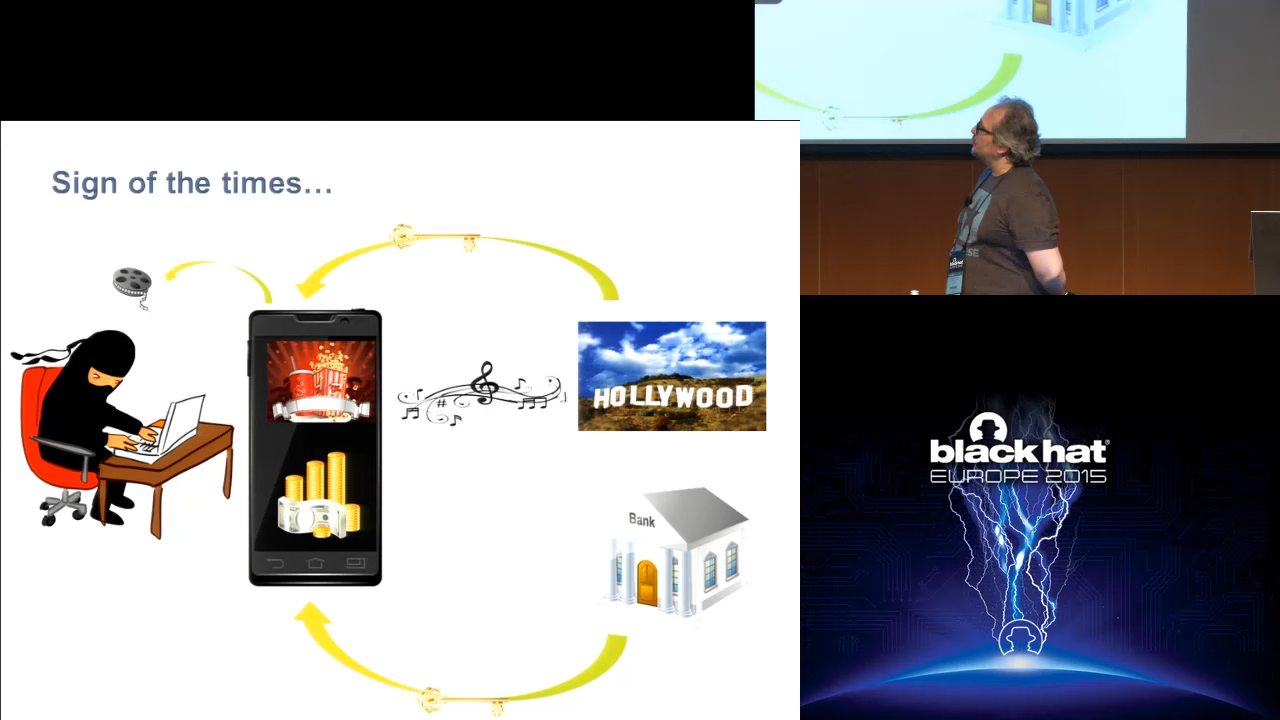 Sign of the times...
HOLLYWOOD
Bank
black hat
EUROPE 2015